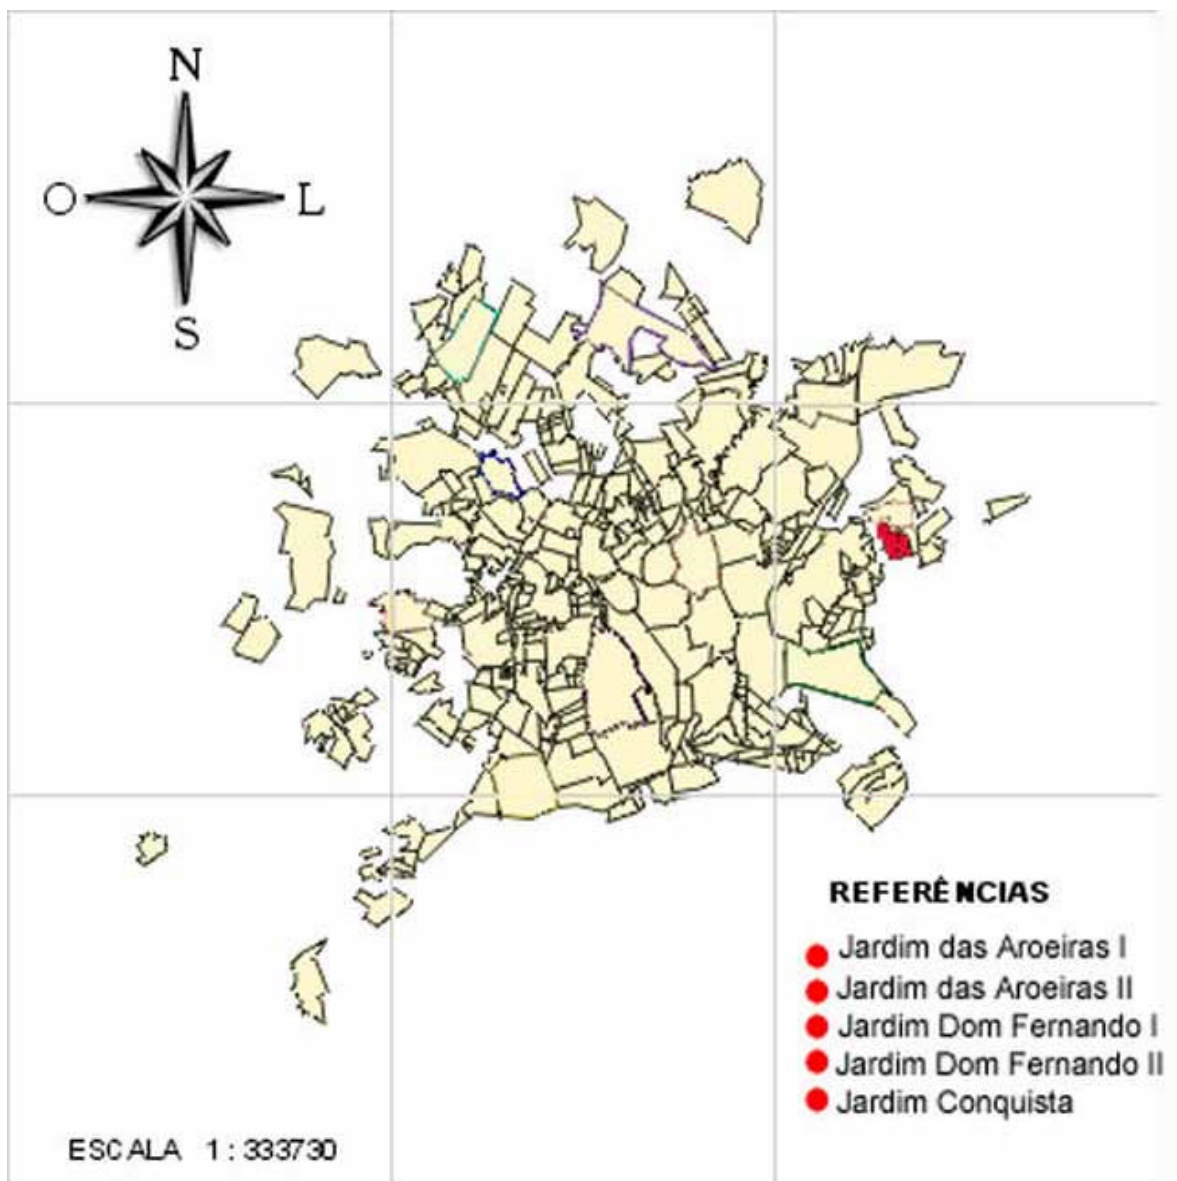 N
O
L
S
REFERÊNCIAS
Jardim das Aroeiras I
Jardim das Aroeiras II
Jardim Dom Fernando I
Jardim Dom Fernando II
Jardim Conquista
ESCALA 1 : 333730